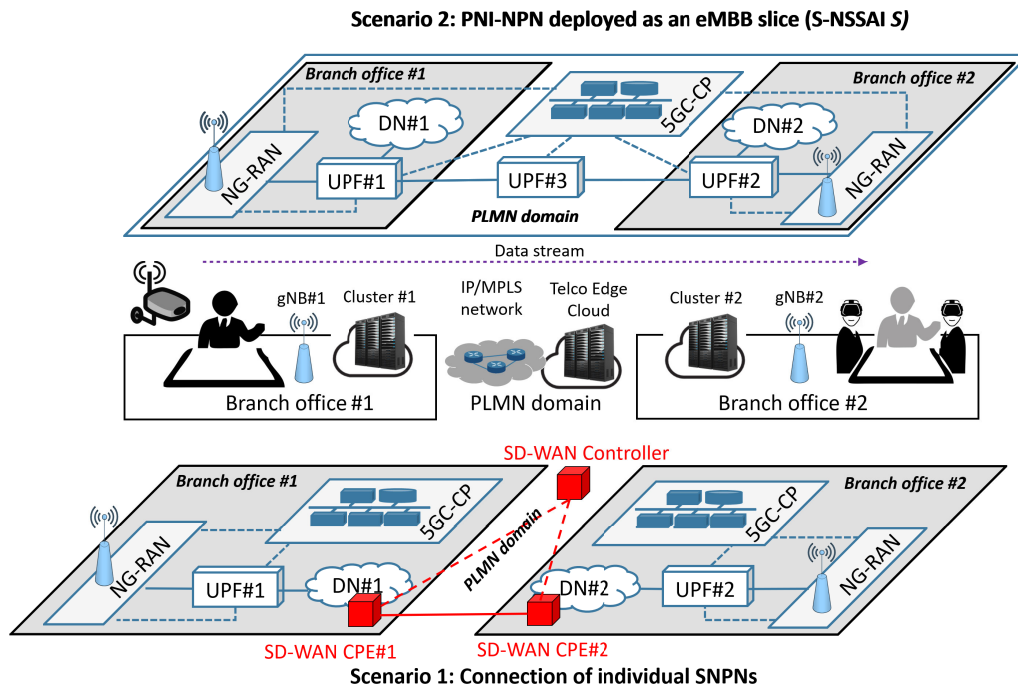 Scenario 2: PNI-NPN deployed as an eMBB slice (S-NSSAI S)
Branch office #1
Branch office #2
5GC-CP
DN#1
DN#2
NG-RAN
UPF#1
UPF#3
UPF#2
NG-RAN
PLMN domain
Data stream
gNB#1
Cluster #1
IP/MPLS
network
Telco Edge
Cloud
Cluster #2
gNB#2
Branch office #1
PLMN domain
Branch office #2
SD-WAN Controller
Branch office #1
Branch office #2
5GC-CP
PLMN domain
5GC-CP
NG-RAN
UPF#1
DN#1
DN#2
UPF#2
NG-RAN
SD-WAN CPE#1
SD-WAN CPE#2
Scenario 1: Connection of individual SNPNs